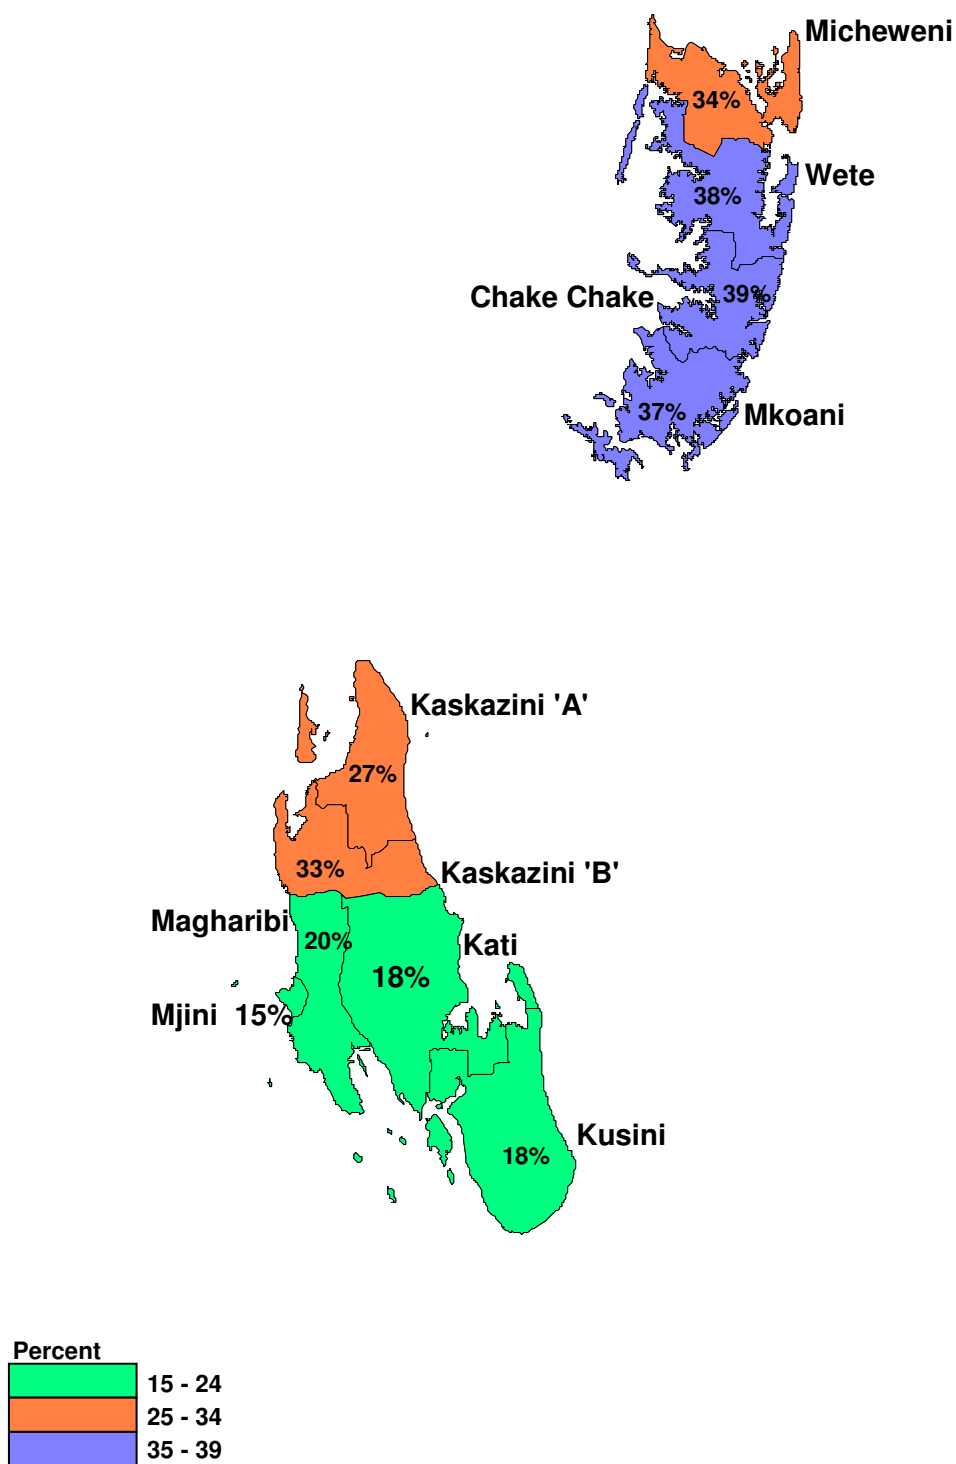 Micheweni
34%
Wete
38%
Chake Chake
39%
37%
Mkoani
Kaskazini 'A'
27%
33%
Kaskazini 'B'
Magharibi
20%
Kati
18%
Mjini 15%
Kusini
18%
Percent
15 - 24
25 - 34
35 - 39